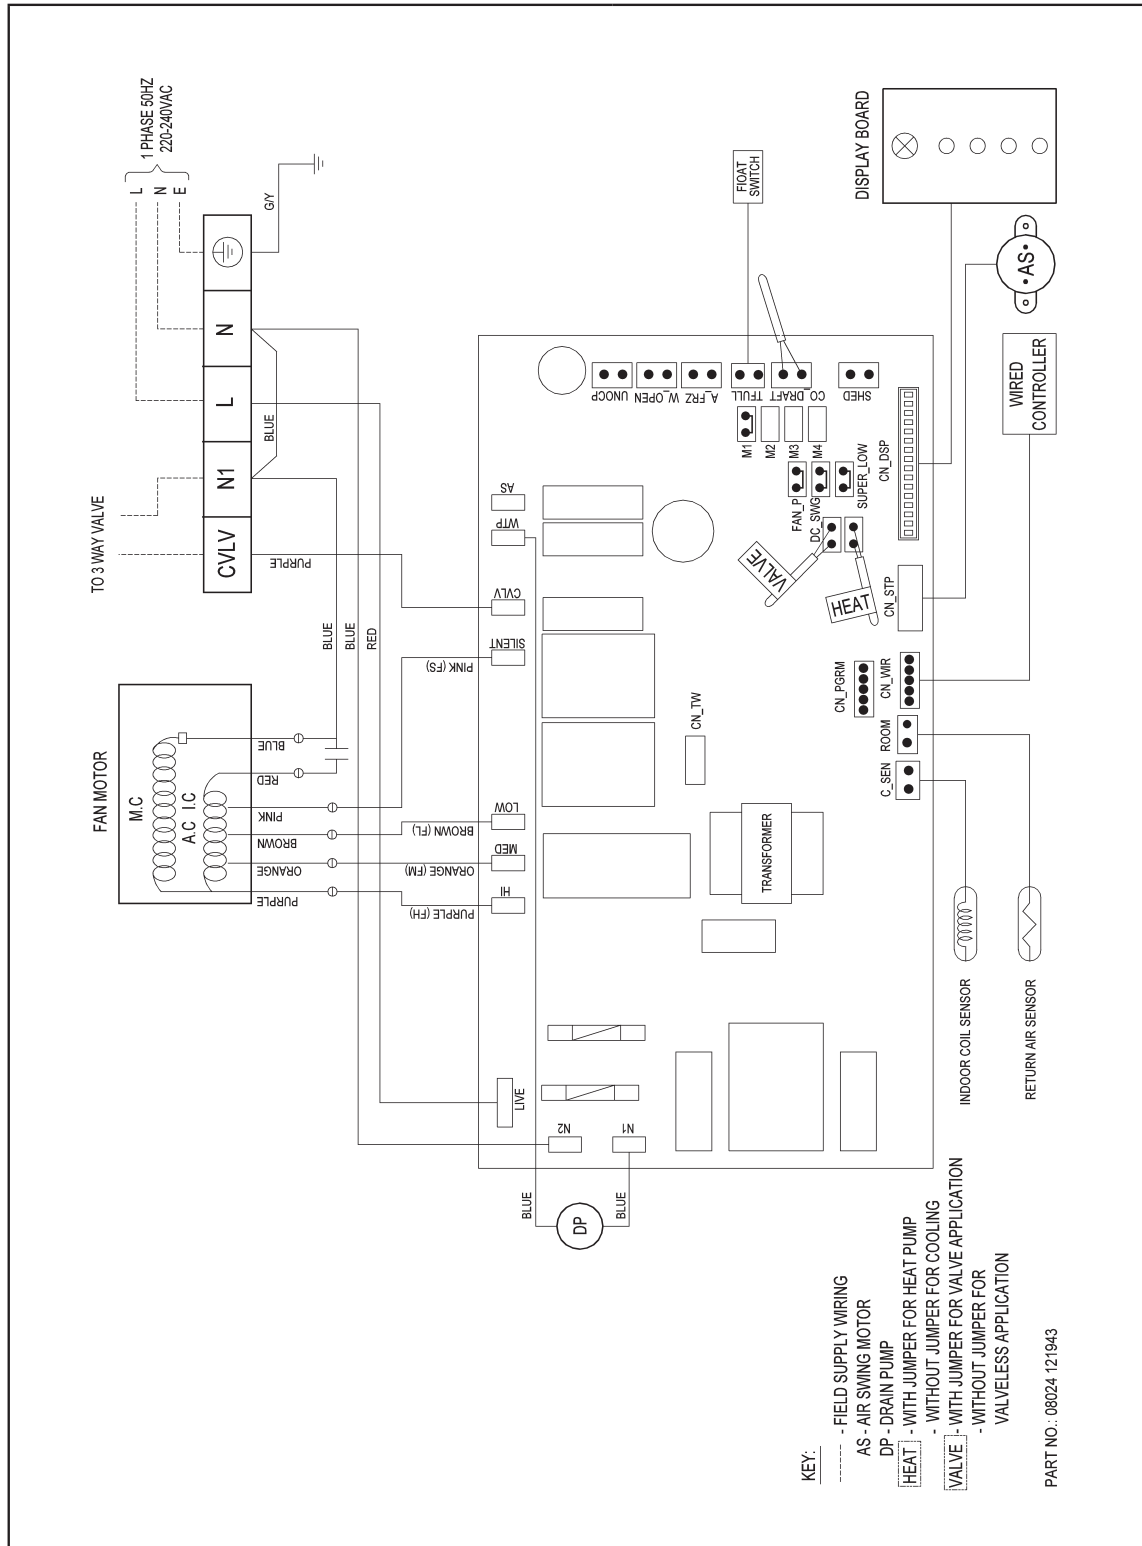 1 PHASE 50HZ
220-240VAC
L
N
E
TO 3 WAY VALVE
CVLV
N1
L
N
BLUE
G/Y
PURPLE
BLUE
BLUE
RED
FAN MOTOR
M.C
A.C I.C
BLUE
RED
PINK
BROWN
ORANGE
PURPLE
PINK (FS)
BROWN (FL)
ORANGE (FM)
PURPLE (FH)
FIOAT
SWITCH
DISPLAY BOARD
AS
WIRED
CONTROLLER
UNOCP
W_OPEN
A_FRZ
TFULL
CO_DRAFT
SHED
M1
M2
M3
M4
FAN_P
DC_SWG
SUPER_LOW
CN_DSP
AS
WTP
CVLV
SILENT
LOW
MED
HI
LIVE
N2
N1
VALVE
HEAT
CN_STP
CN_PGRM
CN_WIR
CN_TW
ROOM
C_SEN
TRANSFORMER
BLUE
DP
BLUE
INDOOR COIL SENSOR
RETURN AIR SENSOR
KEY:
- FIELD SUPPLY WIRING
AS - AIR SWING MOTOR
DP - DRAIN PUMP
HEAT - WITH JUMPER FOR HEAT PUMP
- WITHOUT JUMPER FOR COOLING
VALVE - WITH JUMPER FOR VALVE APPLICATION
- WITHOUT JUMPER FOR
VALVELESS APPLICATION
PART NO.: 08024 121943